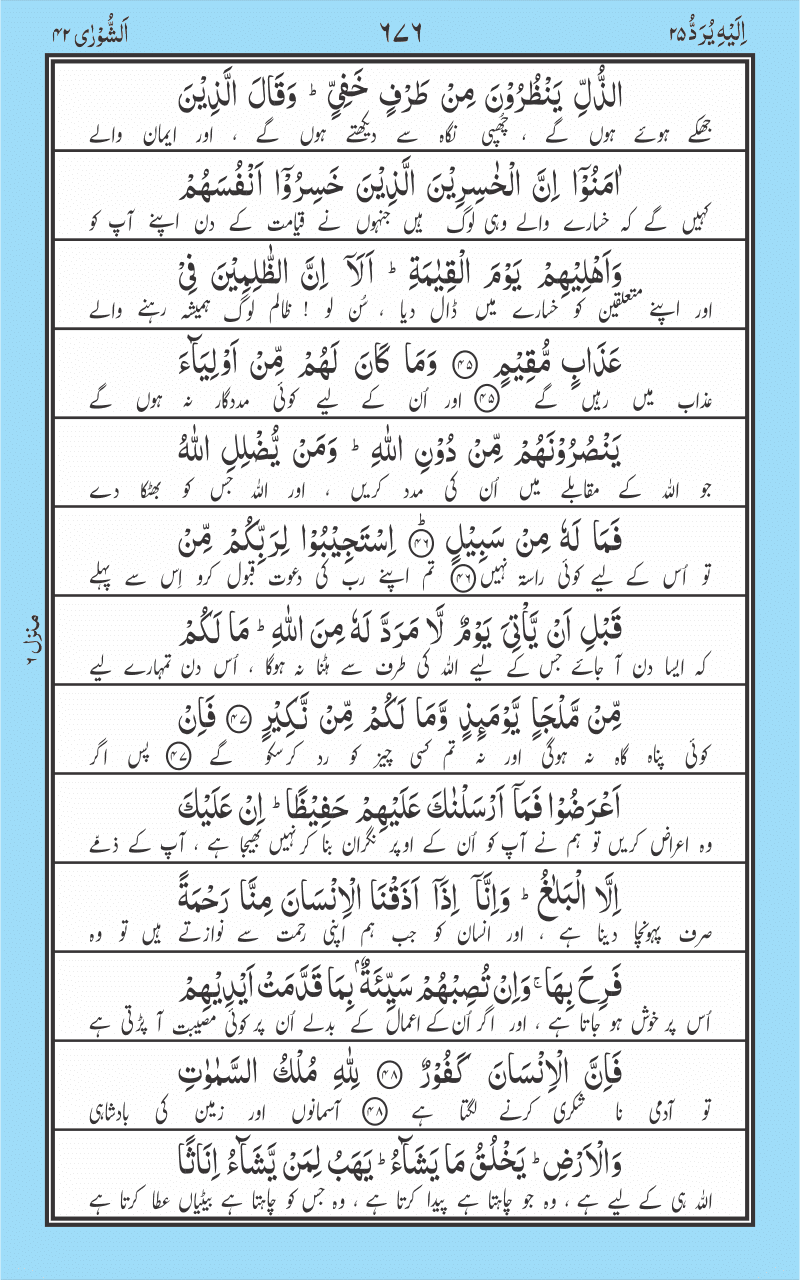 اِلَیْهِ یُرَدُّ ۲۵
٦٧٦
اَلشُّوْرٰی ۴۲
الذُّلِّ یَنْظُرُوْنَ مِنْ طَرْفٍ خَفِیٍّ ؕ وَقَالَ الَّذِیْنَ
جھکے ہوئے ہوں گے ، چُھپی نگاہ سے دیکھتے ہوں گے ، اور ایمان والے
اٰمَنُوْۤا اِنَّ الْخٰسِرِیْنَ الَّذِیْنَ خَسِرُوْۤا اَنْفُسَهُمْ
کہیں گے کہ خسارے والے وہی لوگ ہیں جنہوں نے قیامت کے دن اپنے آپ کو
وَاَهْلِیْهِمْ یَوْمَ الْقِیٰمَةِ ؕ اَلَاۤ اِنَّ الظّٰلِمِیْنَ فِیْ
اور اپنے متعلقین کو خسارے میں ڈال دیا ، سُن لو ! ظالم لوگ ہمیشہ رہنے والے
عَذَابٍ مُّقِیْمٍ ﴿۴۵﴾ وَمَا كَانَ لَهُمْ مِّنْ اَوْلِیَآءَ
عذاب میں رہیں گے ﴿۴۵﴾ اور اُن کے لیے کوئی مددگار نہ ہوں گے
یَنْصُرُوْنَهُمْ مِّنْ دُوْنِ اللّٰهِ ؕ وَمَنْ یُّضْلِلِ اللّٰهُ
جو اللہ کے مقابلے میں اُن کی مدد کریں ، اور اللہ جس کو بھٹکا دے
فَمَا لَهٗ مِنْ سَبِیْلٍ ﴿ؕ۴۶﴾ اِسْتَجِیْبُوْا لِرَبِّكُمْ مِّنْ
تو اُس کے لیے کوئی راستہ نہیں ﴿۴۶﴾ تم اپنے رب کی دعوت قبول کرو اِس سے پہلے
قَبْلِ اَنْ یَّاْتِیَ یَوْمٌ لَّا مَرَدَّ لَهٗ مِنَ اللّٰهِ ؕ مَا لَكُمْ
کہ ایسا دن آ جائے جس کے لیے اللہ کی طرف سے ہٹنا نہ ہوگا ، اُس دن تمہارے لیے
مِّنْ مَّلْجَاٍ یَّوْمَىِٕذٍ وَّمَا لَكُمْ مِّنْ نَّكِیْرٍ ﴿۴۷﴾ فَاِنْ
کوئی پناہ گاہ نہ ہوگی اور نہ تم کسی چیز کو رد کرسکو گے ﴿۴۷﴾ پس اگر
اَعْرَضُوْا فَمَاۤ اَرْسَلْنٰكَ عَلَیْهِمْ حَفِیْظًا ؕ اِنْ عَلَیْكَ
وہ اعراض کریں تو ہم نے آپ کو اُن کے اوپر نگران بنا کر نہیں بھیجا ہے ، آپ کے ذمّے
اِلَّا الْبَلٰغُ ؕ وَاِنَّاۤ اِذَاۤ اَذَقْنَا الْاِنْسَانَ مِنَّا رَحْمَةً
صرف پہونچا دینا ہے ، اور انسان کو جب ہم اپنی رحمت سے نوازتے ہیں تو وہ
فَرِحَ بِهَا ۚ وَاِنْ تُصِبْهُمْ سَیِّئَةٌۢ بِمَا قَدَّمَتْ اَیْدِیْهِمْ
اُس پر خوش ہو جاتا ہے ، اور اگر اُن کے اعمال کے بدلے اُن پر کوئی مصیبت آ پڑتی ہے
فَاِنَّ الْاِنْسَانَ كَفُوْرٌ ﴿۴۸﴾ لِلّٰهِ مُلْكُ السَّمٰوٰتِ
تو آدمی نا شکری کرنے لگتا ہے ﴿۴۸﴾ آسمانوں اور زمین کی بادشاہی
وَالْاَرْضِ ؕ یَخْلُقُ مَا یَشَآءُ ؕ یَهَبُ لِمَنْ یَّشَآءُ اِنَاثًا
اللہ ہی کے لیے ہے ، وہ جو چاہتا ہے پیدا کرتا ہے ، وہ جس کو چاہتا ہے بیٹیاں عطا کرتا ہے
منزل ۶